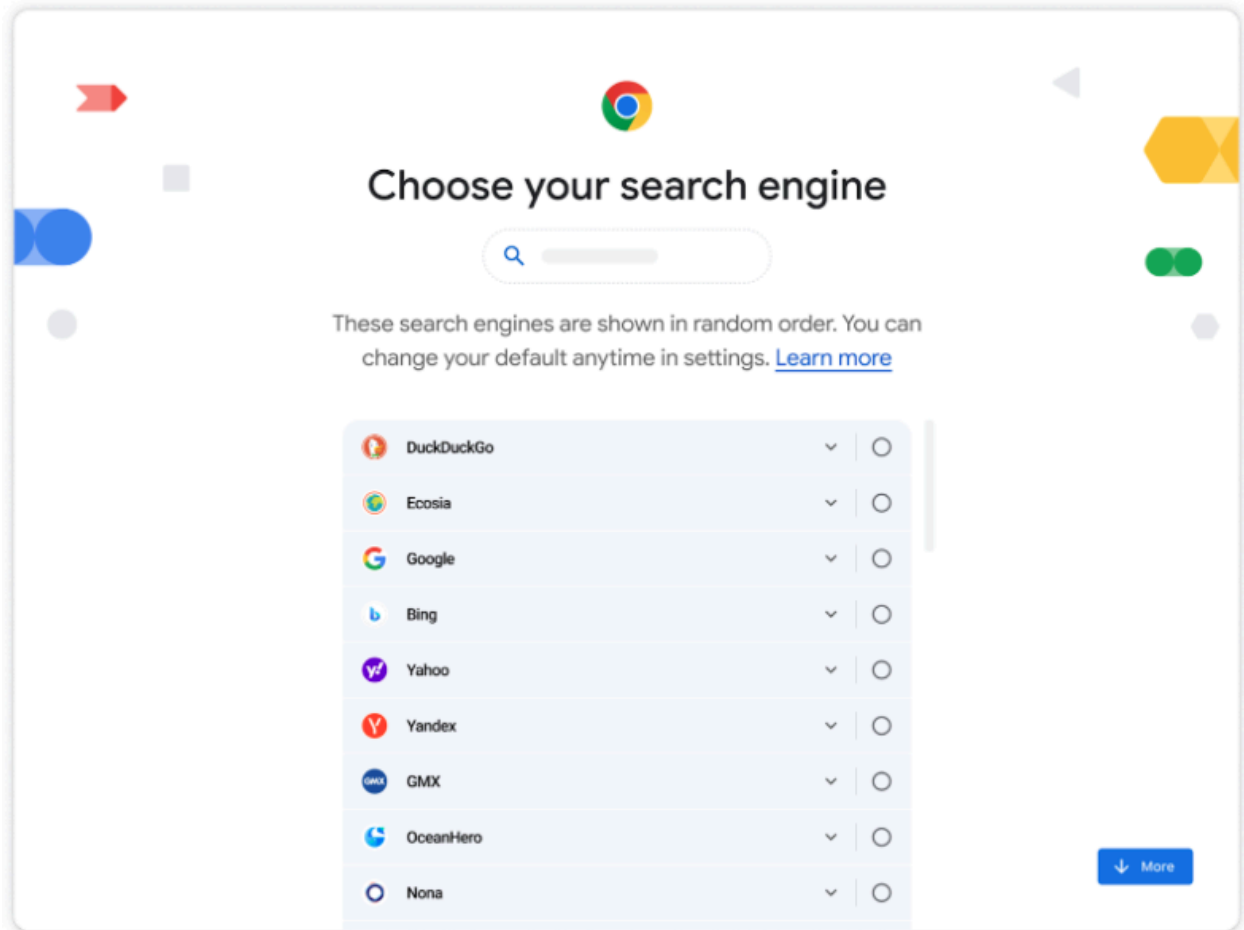 Choose your search engine
These search engines are shown in random order. You can
change your default anytime in settings. Learn more
DuckDuckGo
Ecosia
Google
Bing
Yahoo
Yandex
GMX
GMX
OceanHero
Nona
More